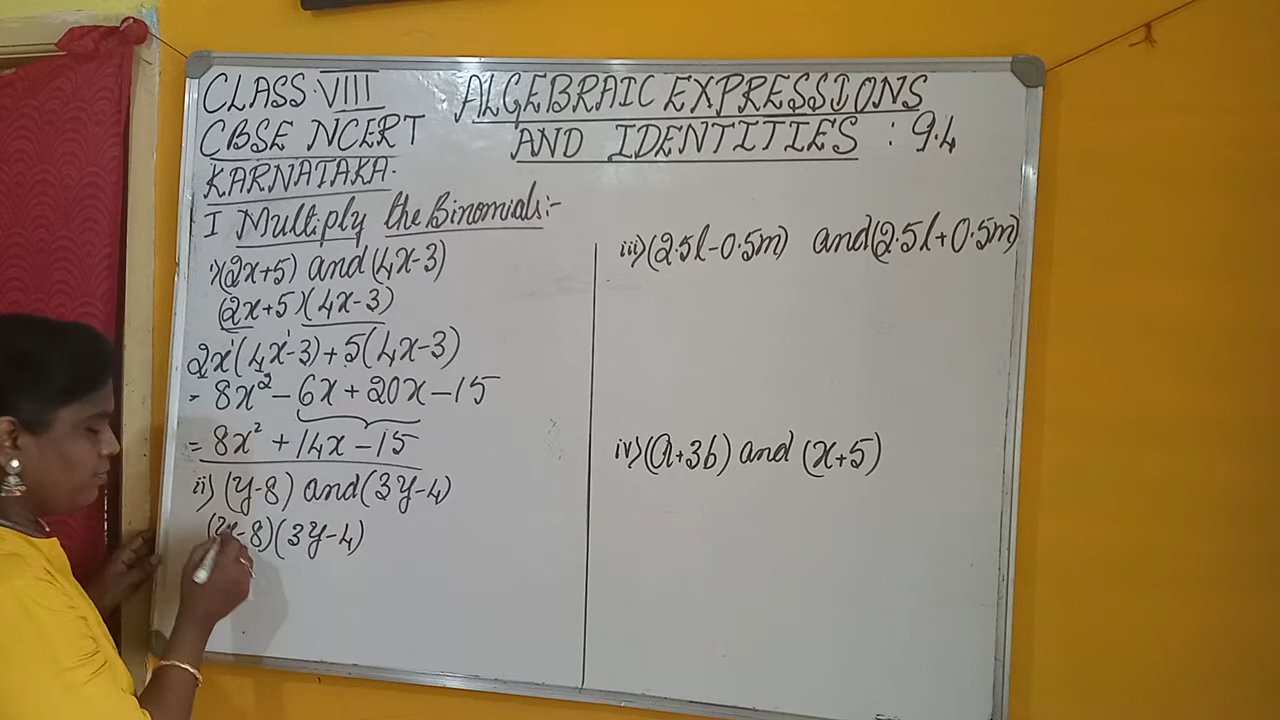 CLASS VIII
CBSE NCERT
KARNATAKA.
ALGEBRAIC EXPRESSIONS
AND IDENTITIES : 9.4
I Multiply the Binomials:-
i) (2x+5) and (4x-3)
(2x+5)(4x-3)
2x¹(4x¹-3)+5(4x-3)
= 8x² - 6x + 20x - 15
= 8x² + 14x - 15
ii) (y-8) and (3y-4)
-8)(3y-4)
iii) (2.5l-0.5m) and (2.5l+0.5m)
iv) (a+3b) and (x+5)